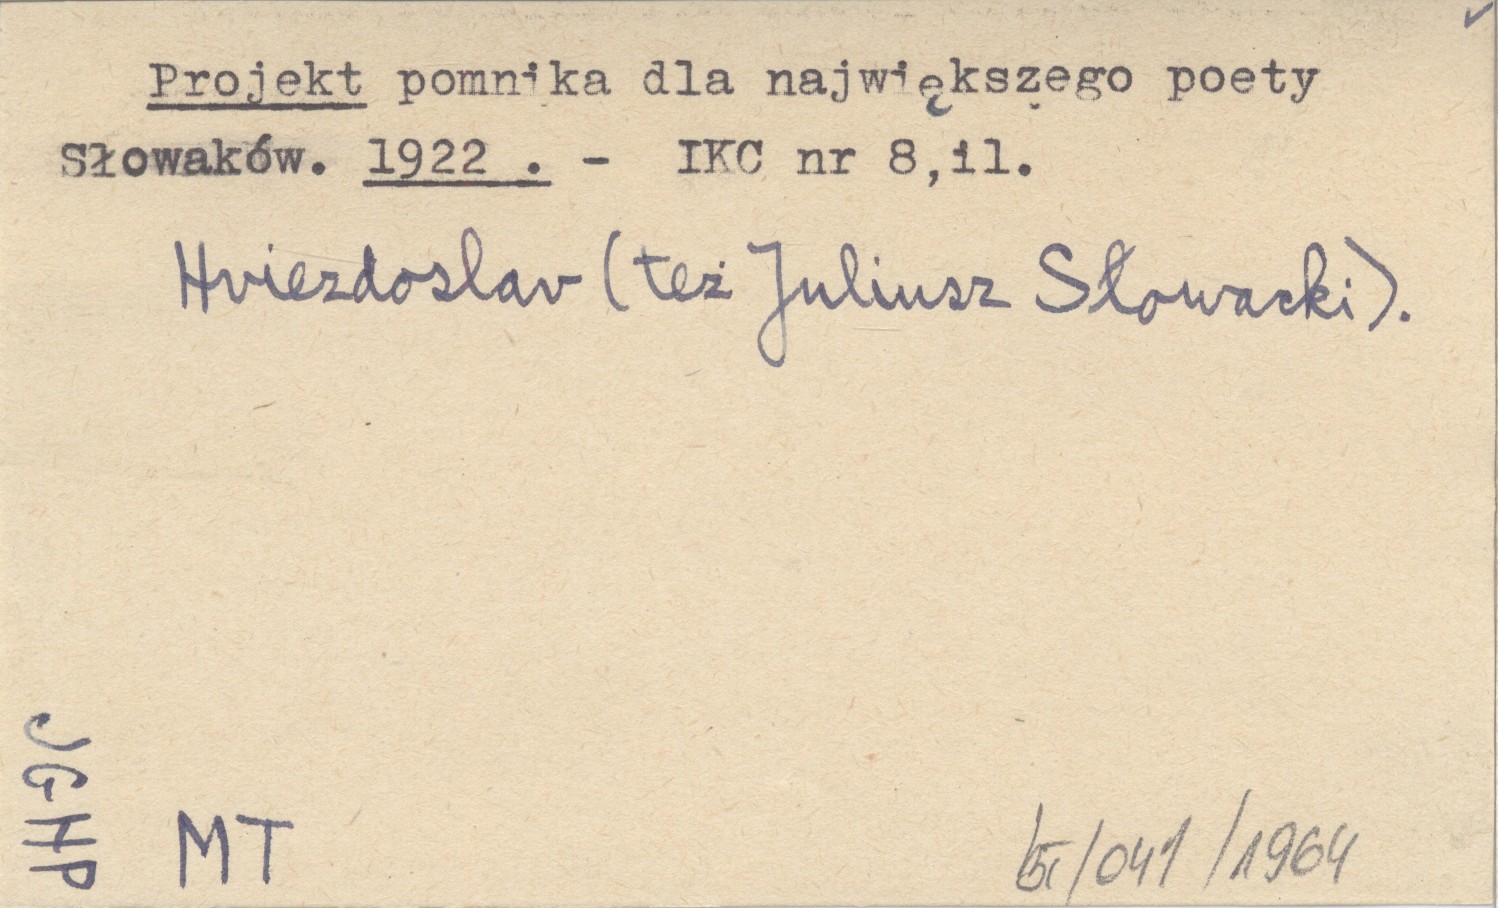 Projekt pomnika dla największego poety
Słowaków. 1922 . - IKC nr 8,il.
Hviezdoslav (też Juliusz Słowacki).
JGHP
MT
/041/1964